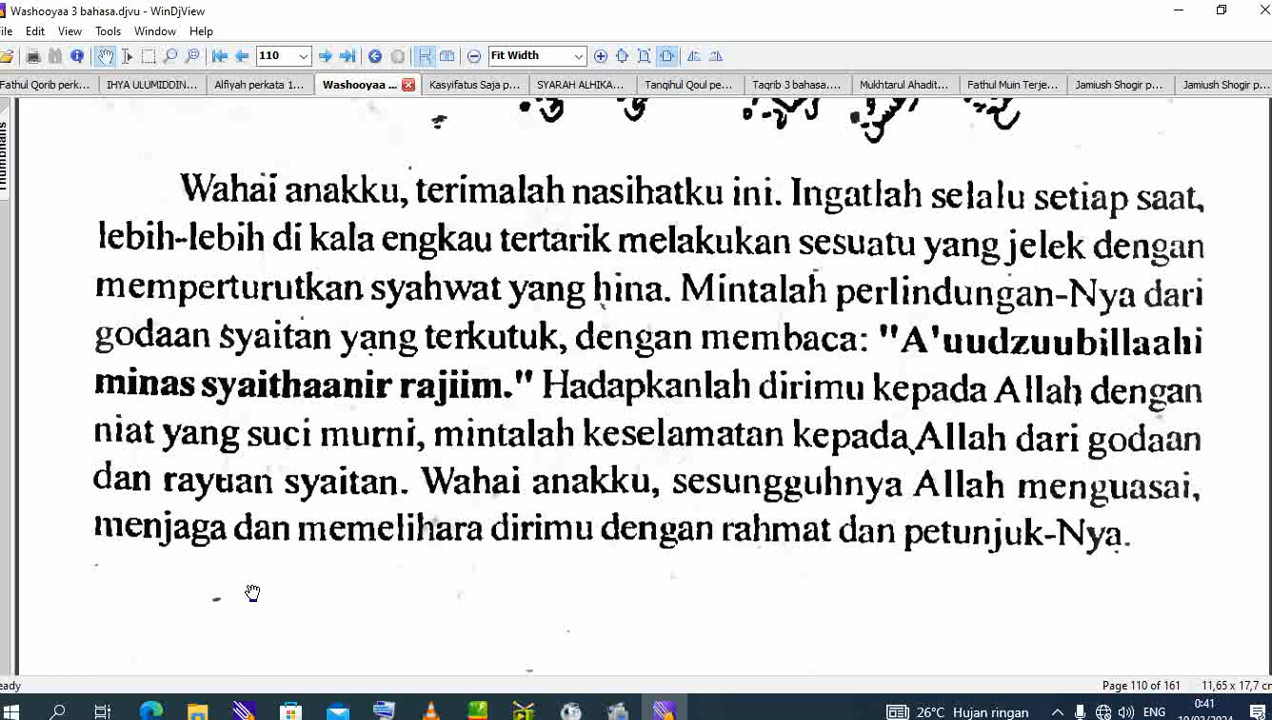 Washooyaa 3 bahasa.djvu - WinDjView
ile Edit View Tools Window Help
110 Fit Width
Fathul Qorib perk... IHYA ULUMIDDIN... Alfiyah perkata 1... Washooyaa ... Kasyifatus Saja p... SYARAH ALHIKA... Tanqihul Qoul pe... Taqrib 3 bahasa.... Mukhtarul Ahadit... Fathul Muin Terje... Jamiush Shogir p... Jamiush Shogir p...
Thumbnails
Wahai anakku, terimalah nasihatku ini. Ingatlah selalu setiap saat,
lebih-lebih di kala engkau tertarik melakukan sesuatu yang jelek dengan
memperturutkan syahwat yang hina. Mintalah perlindungan-Nya dari
godaan syaitan yang terkutuk, dengan membaca: "A'uudzuubillaahi
minas syaithaanir rajiim." Hadapkanlah dirimu kepada Allah dengan
niat yang suci murni, mintalah keselamatan kepada Allah dari godaan
dan rayuan syaitan. Wahai anakku, sesungguhnya Allah menguasai,
menjaga dan memelihara dirimu dengan rahmat dan petunjuk-Nya.
eady Page 110 of 161 11,65 x 17,7 cm
26°C Hujan ringan ENG 0:41